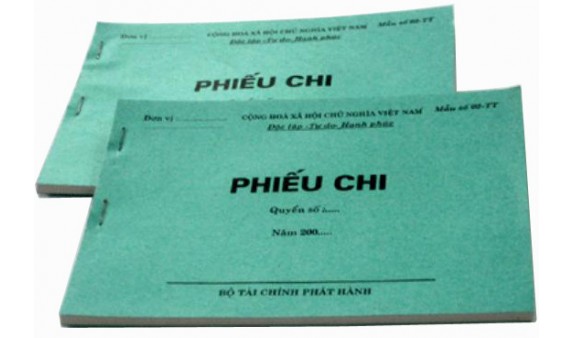 Đơn vị ............ CỘNG HOÀ XÃ HỘI CHỦ NGHĨA VIỆT NAM Mẫu số 02-TT
Độc lập - Tự do - Hạnh phúc
PHIẾU CHI
Đơn vị ............ CỘNG HOÀ XÃ HỘI CHỦ NGHĨA VIỆT NAM Mẫu số 02-TT
Độc lập - Tự do - Hạnh phúc
PHIẾU CHI
Quyển số :.....
Năm 200....
BỘ TÀI CHÍNH PHÁT HÀNH